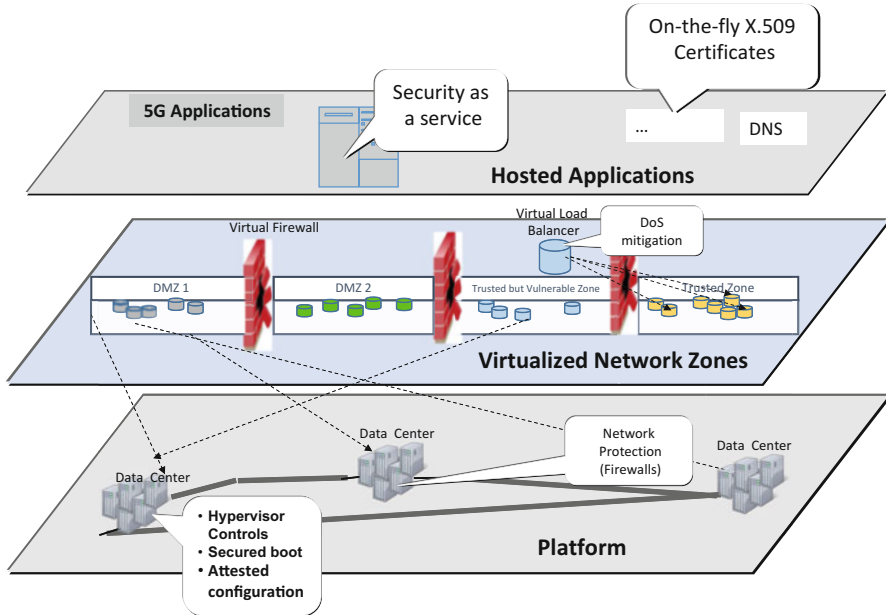 On-the-fly X.509
Certificates
5G Applications
Security as
a service
...
DNS
Hosted Applications
Virtual Firewall
Virtual Load
Balancer
DoS
mitigation
DMZ 1
DMZ 2
Trusted but Vulnerable Zone
Trusted Zone
Virtualized Network Zones
Data Center
Data Center
Network
Protection
(Firewalls)
Data Center
• Hypervisor
Controls
• Secured boot
• Attested
configuration
Platform